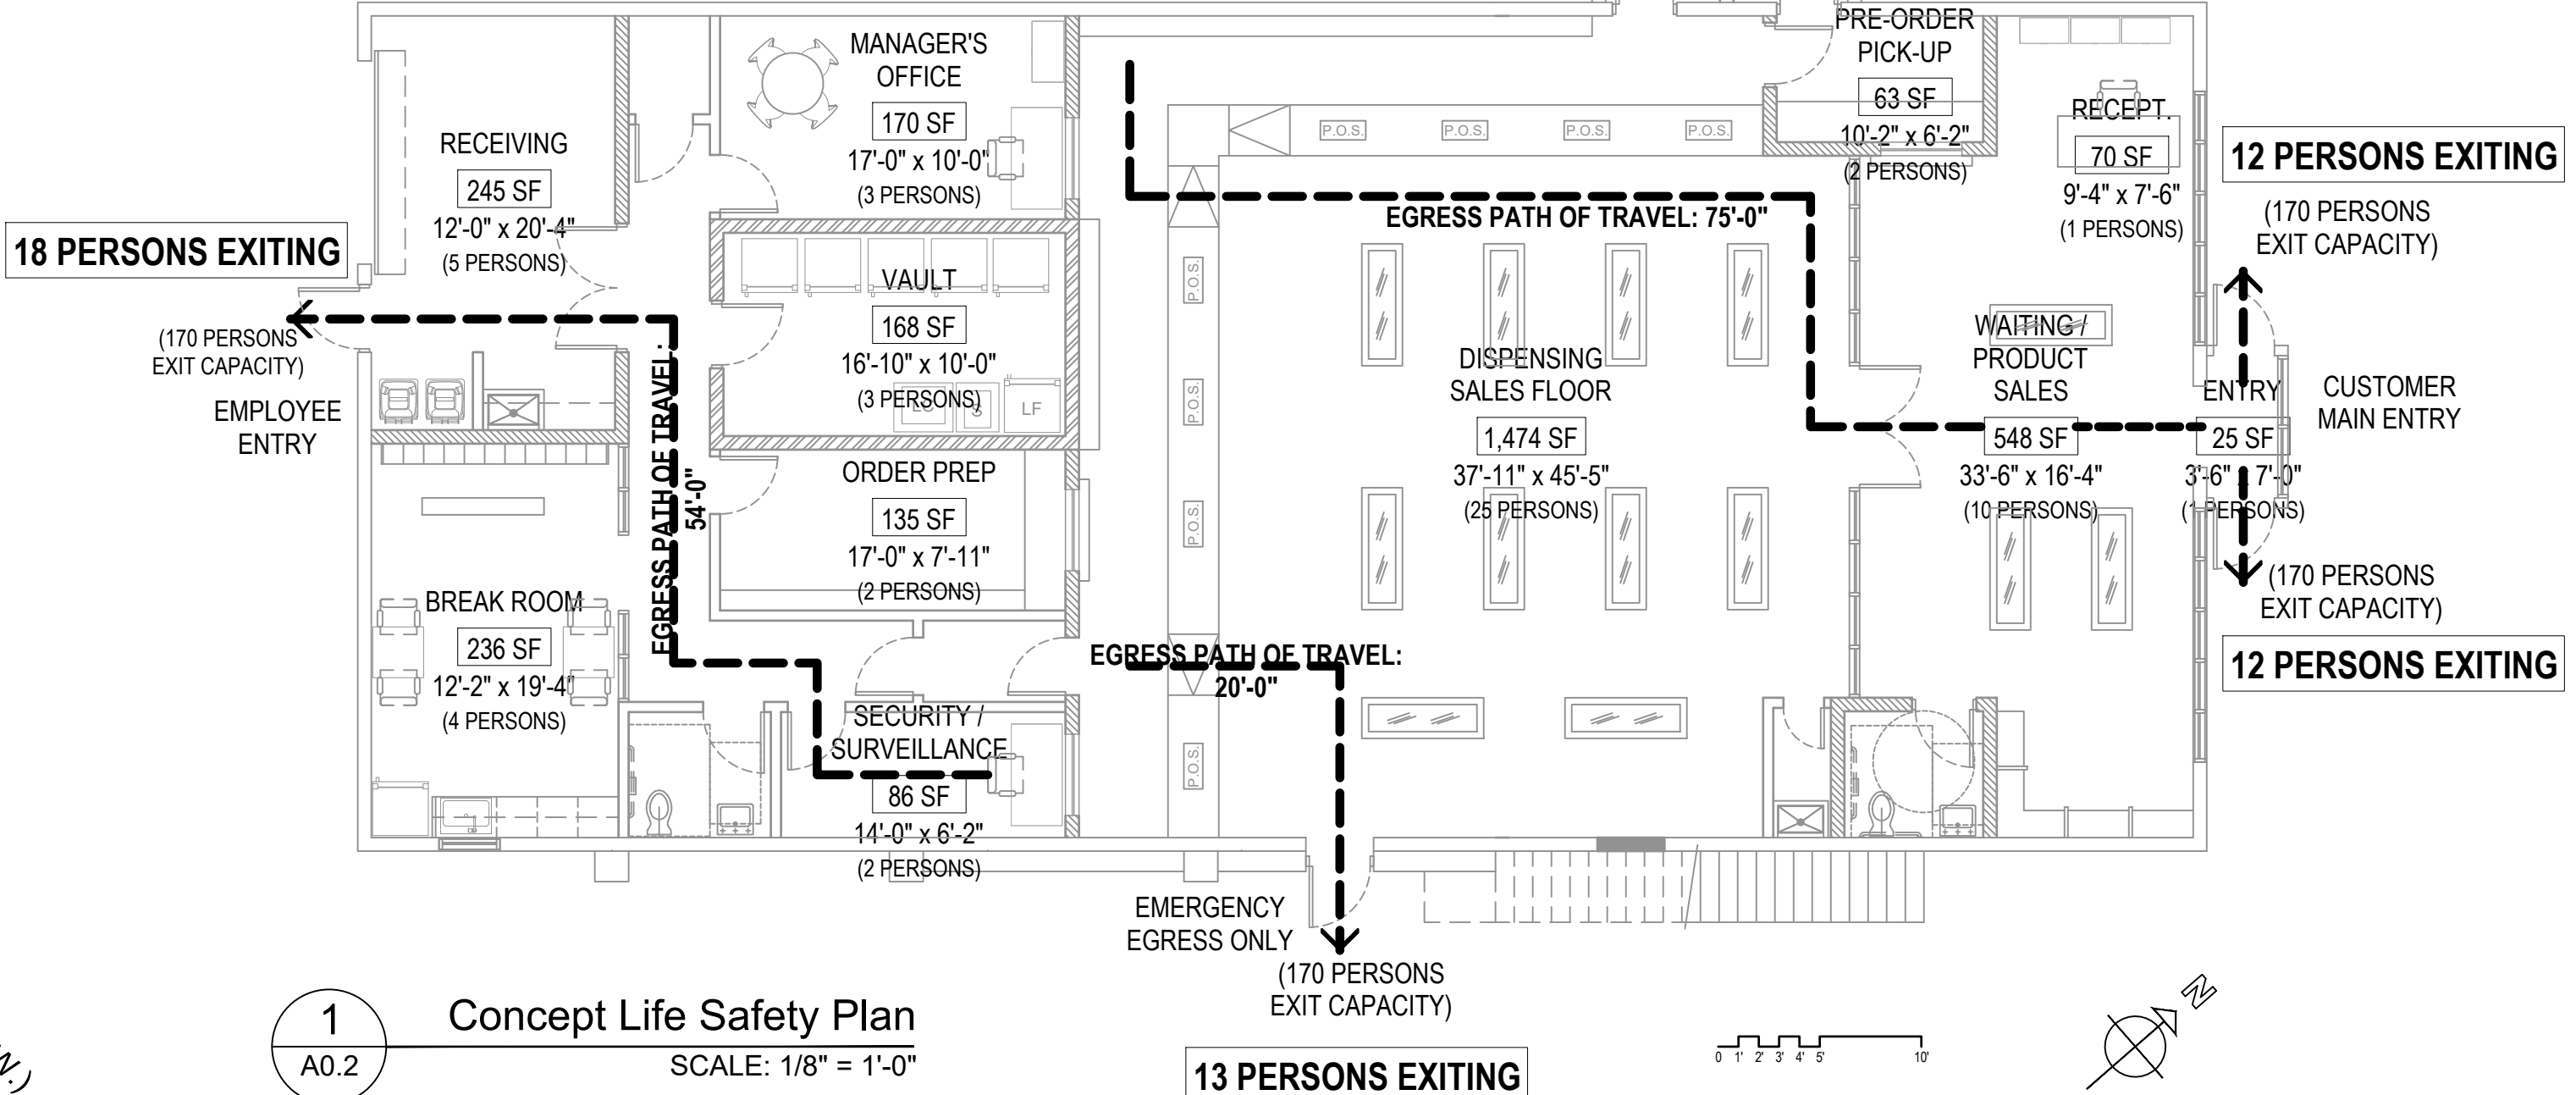 MANAGER'S
OFFICE
170 SF
17'-0" x 10'-0"
(3 PERSONS)
PRE-ORDER
PICK-UP
63 SF
10'-2" x 6'-2"
(2 PERSONS)
RECEPT.
70 SF
9'-4" x 7'-6"
(1 PERSONS)
P.O.S.
P.O.S.
P.O.S.
P.O.S.
RECEIVING
245 SF
12'-0" x 20'-4"
(5 PERSONS)
12 PERSONS EXITING
(170 PERSONS
EXIT CAPACITY)
18 PERSONS EXITING
(170 PERSONS
EXIT CAPACITY)
EMPLOYEE
ENTRY
EGRESS PATH OF TRAVEL: 75'-0"
VAULT
168 SF
16'-10" x 10'-0"
(3 PERSONS)
S
LF
P.O.S.
P.O.S.
P.O.S.
P.O.S.
DISPENSING
SALES FLOOR
1,474 SF
37'-11" x 45'-5"
(25 PERSONS)
WAITING /
PRODUCT
SALES
548 SF
33'-6" x 16'-4"
(10 PERSONS)
ENTRY
25 SF
3'-6" x 7'-0"
(1 PERSONS)
CUSTOMER
MAIN ENTRY
EGRESS PATH OF TRAVEL:
54'-0"
ORDER PREP
135 SF
17'-0" x 7'-11"
(2 PERSONS)
BREAK ROOM
236 SF
12'-2" x 19'-4"
(4 PERSONS)
(170 PERSONS
EXIT CAPACITY)
12 PERSONS EXITING
EGRESS PATH OF TRAVEL:
20'-0"
SECURITY /
SURVEILLANCE
86 SF
14'-0" x 6'-2"
(2 PERSONS)
EMERGENCY
EGRESS ONLY
(170 PERSONS
EXIT CAPACITY)
13 PERSONS EXITING
1
A0.2
Concept Life Safety Plan
SCALE: 1/8" = 1'-0"
0 1' 2' 3' 4' 5' 10'
N